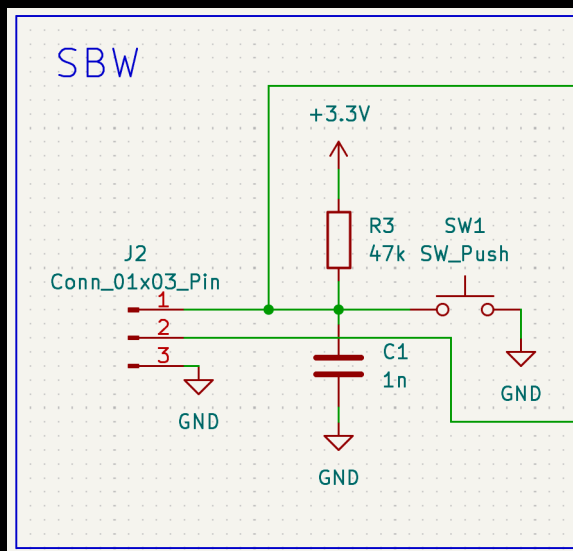 SBW
+3.3V
R3
47k
SW1
SW_Push
J2
Conn_01x03_Pin
1
2
3
C1
1n
GND
GND
GND